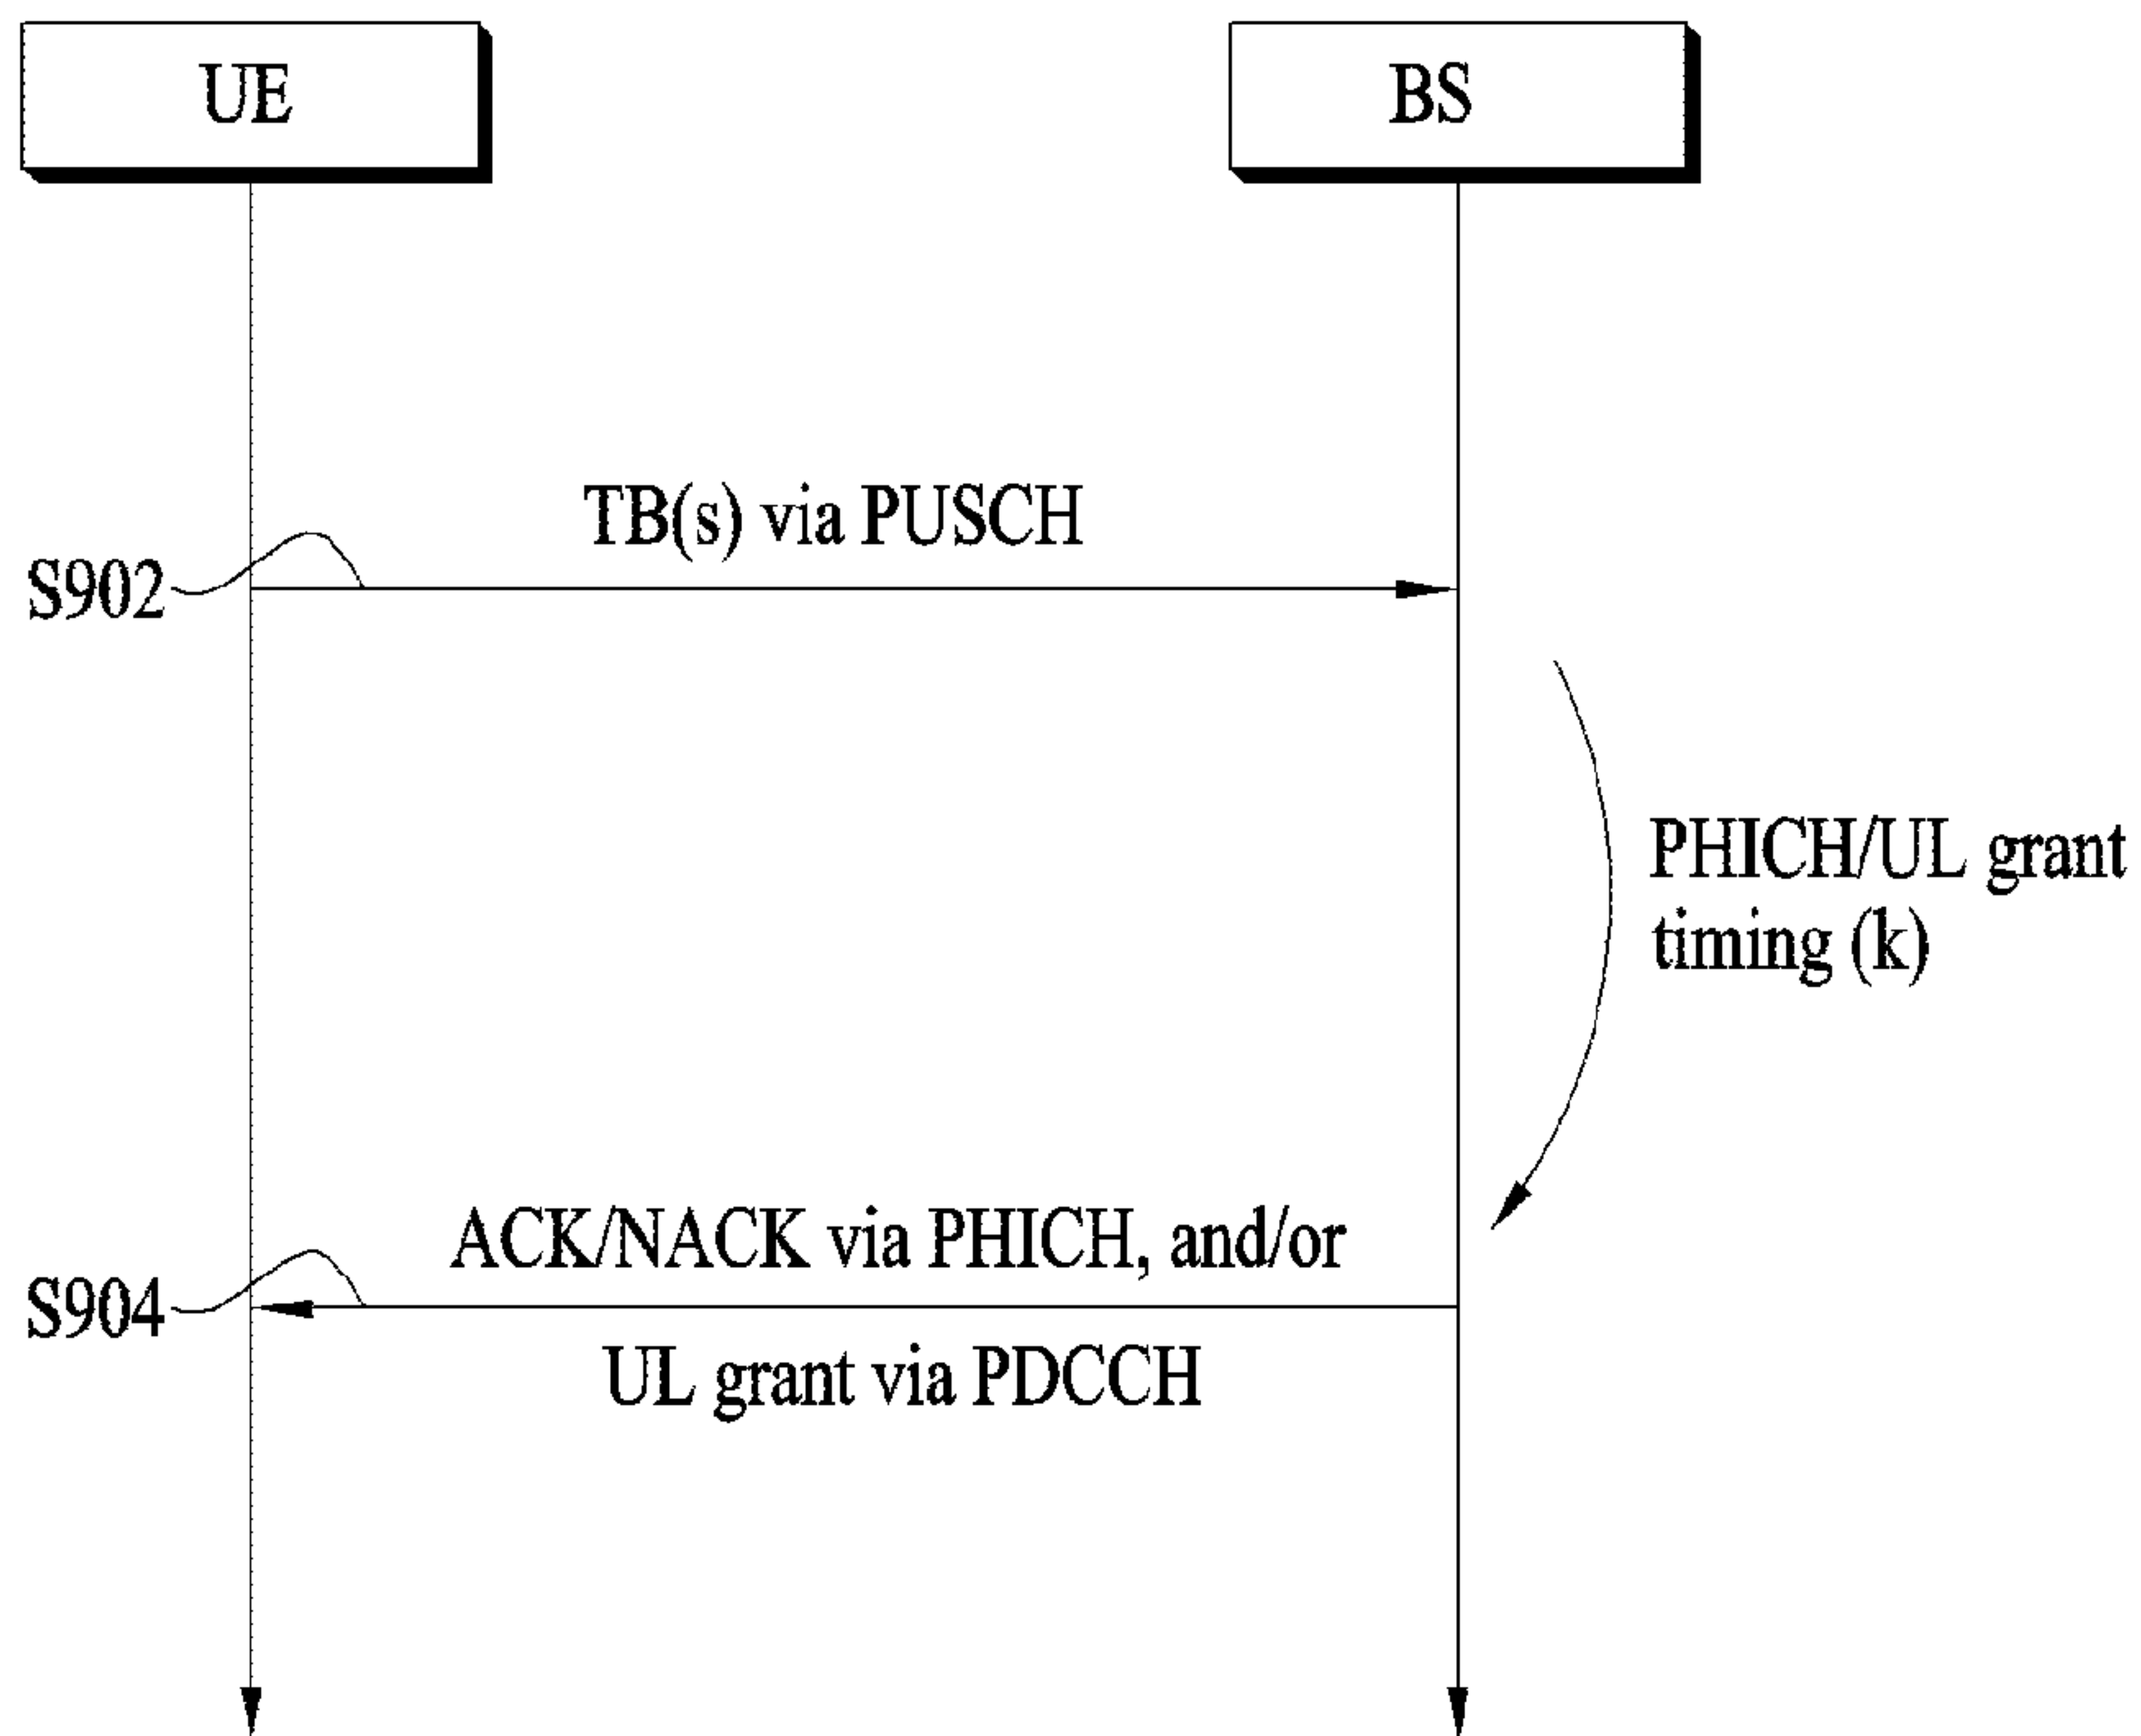 UE
BS
TB(s) via PUSCH
S902
PHICH/UL grant
timing (k)
ACK/NACK via PHICH, and/or
S904
UL grant via PDCCH